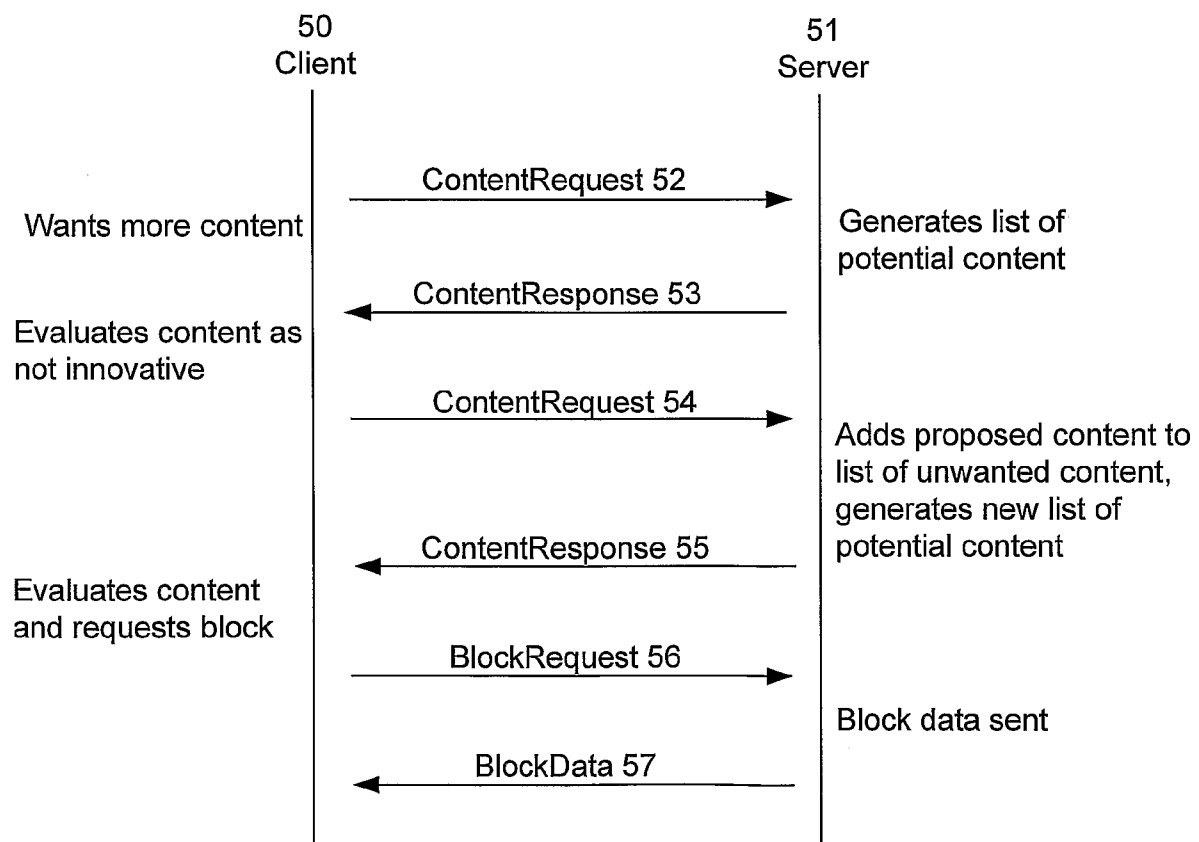 50
Client
51
Server
ContentRequest 52
Wants more content
Generates list of
potential content
ContentResponse 53
Evaluates content as
not innovative
ContentRequest 54
Adds proposed content to
list of unwanted content,
generates new list of
potential content
ContentResponse 55
Evaluates content
and requests block
BlockRequest 56
Block data sent
BlockData 57